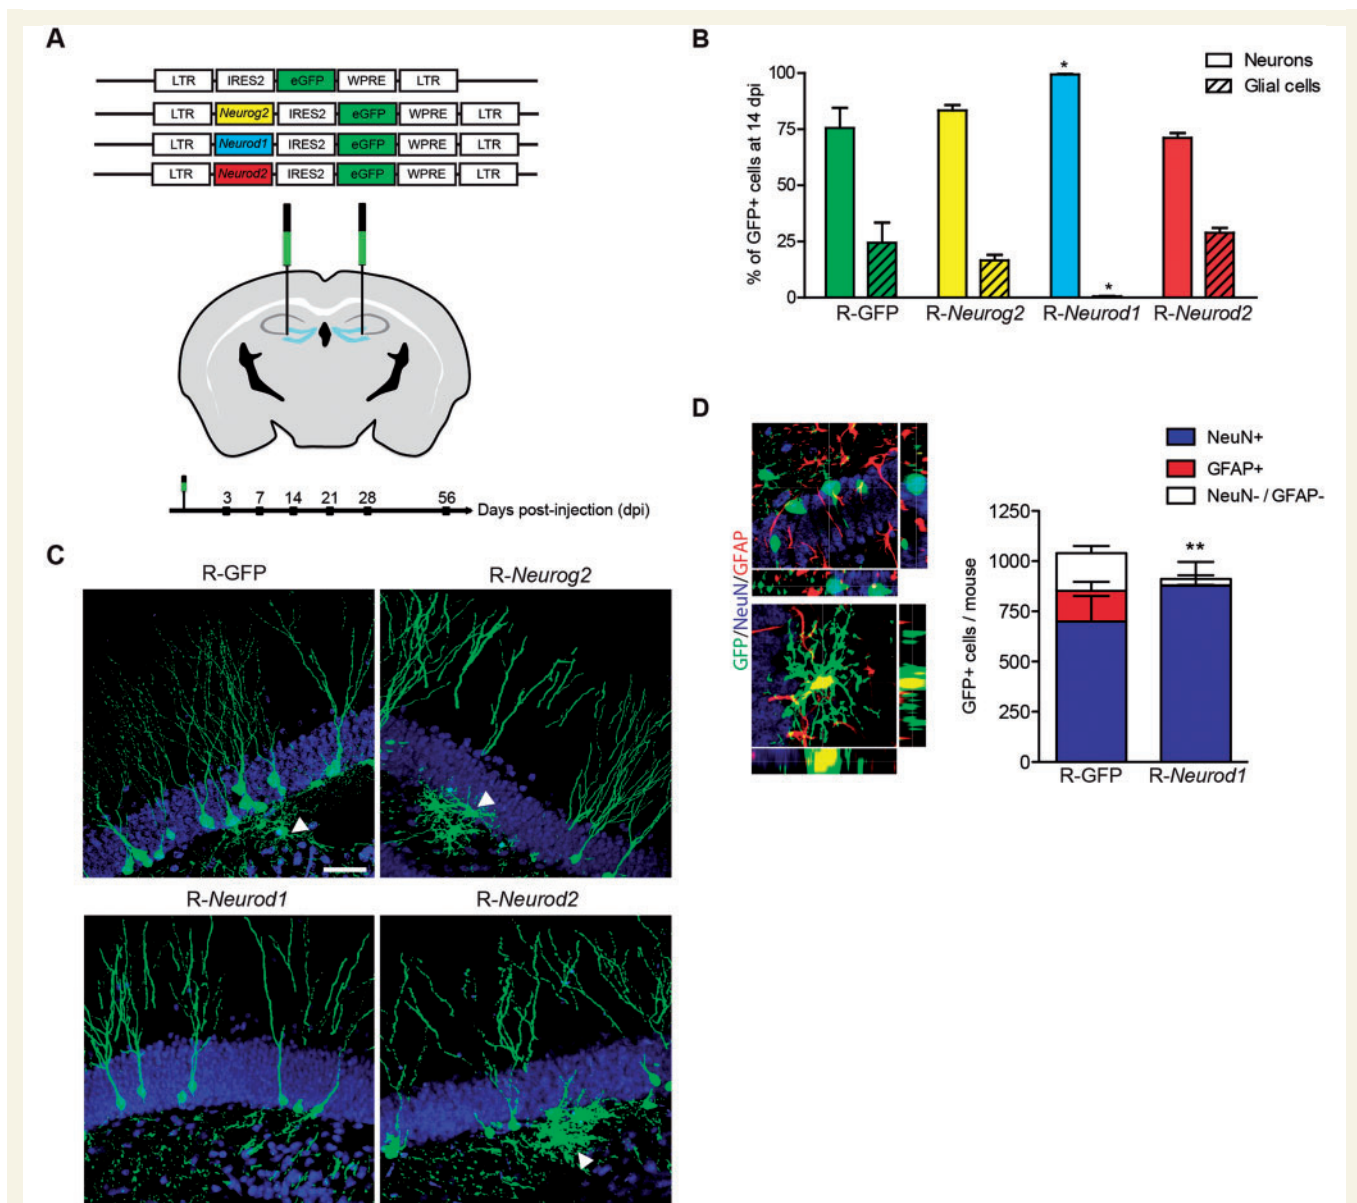 A
LTR IRES2 eGFP WPRE LTR
LTR Neurog2 IRES2 eGFP WPRE LTR
LTR Neurod1 IRES2 eGFP WPRE LTR
LTR Neurod2 IRES2 eGFP WPRE LTR
3 7 14 21 28 56 Days post-injection (dpi)
B
Neurons
Glial cells
% of GFP+ cells at 14 dpi
100
75
50
25
0
*
*
R-GFP R-Neurog2 R-Neurod1 R-Neurod2
C
R-GFP R-Neurog2
R-Neurod1 R-Neurod2
D
GFP/NeuN/GFAP
NeuN+
GFAP+
NeuN- / GFAP-
GFP+ cells / mouse
1000
750
500
250
0
**
R-GFP R-Neurod1